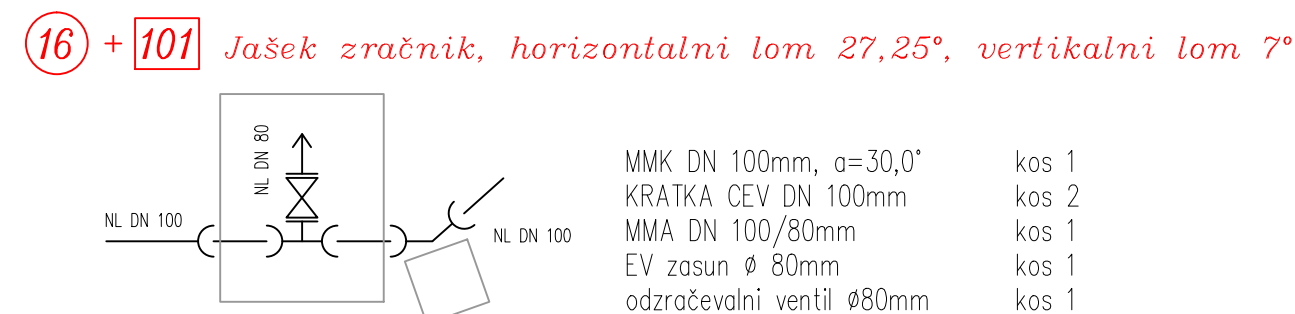 16 + 101 Jašek zračnik, horizontalni lom 27,25°, vertikalni lom 7°
NL DN 80
NL DN 100
NL DN 100
MMK DN 100mm, a=30,0° kos 1
KRATKA CEV DN 100mm kos 2
MMA DN 100/80mm kos 1
EV zasun Ø 80mm kos 1
odzračevalni ventil Ø80mm kos 1